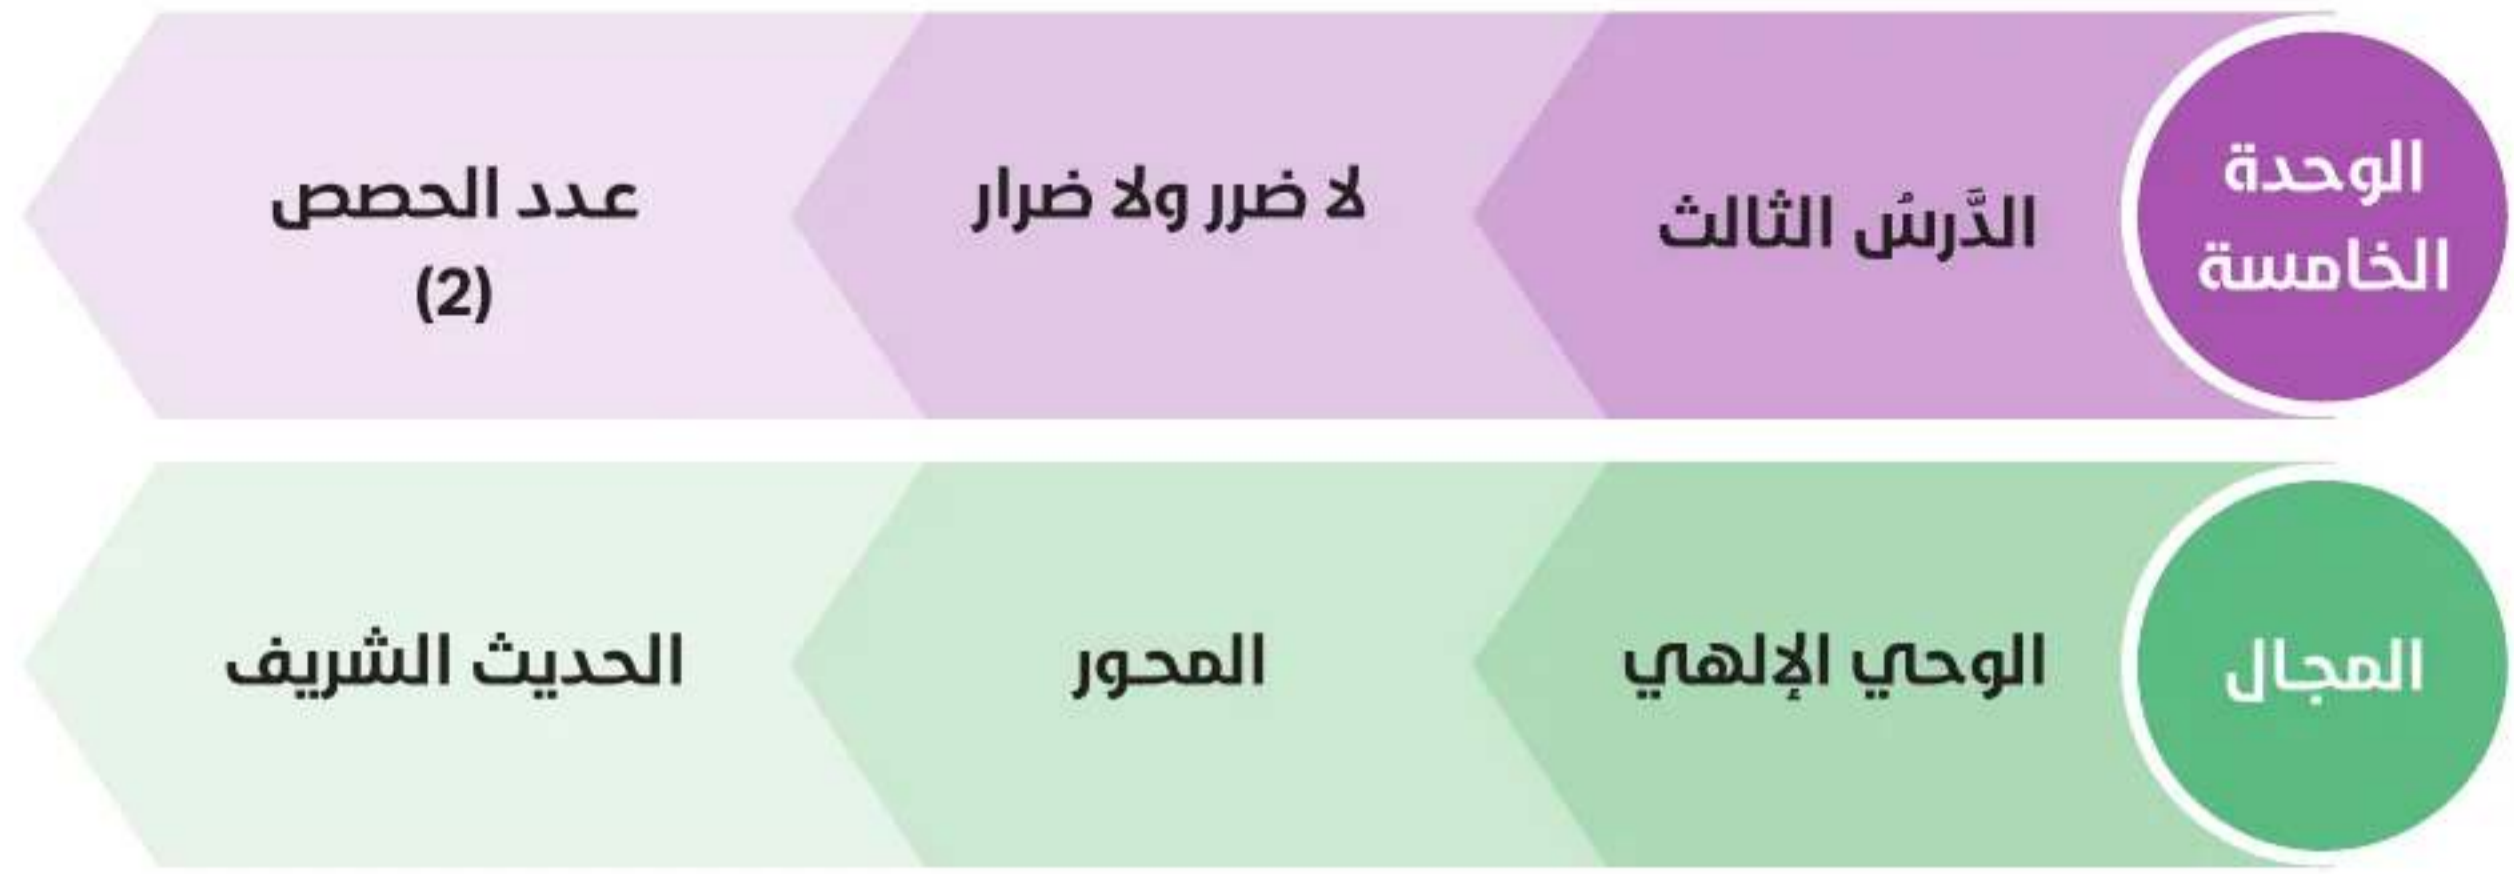 الوحدة
الخامسة
الدَّرسُ الثالث
لا ضرر ولا ضرار
عدد الحصص
(2)
المجال
الوحي الإلهي
المحور
الحديث الشريف